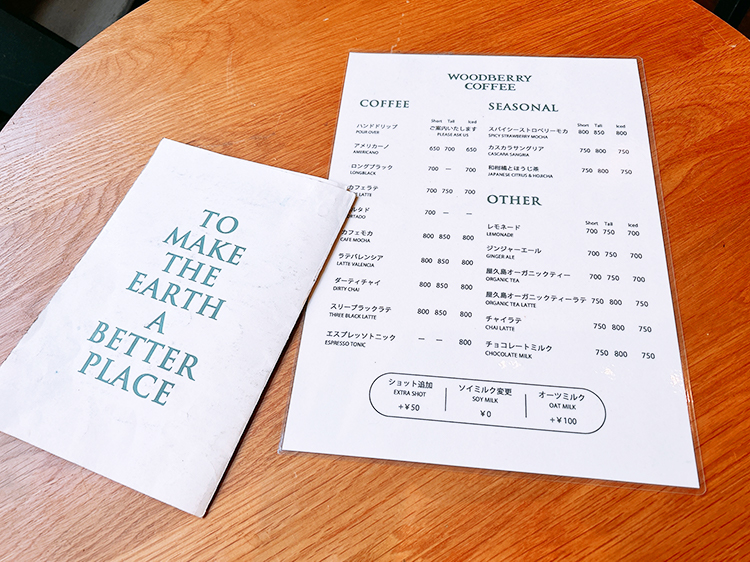 TO
MAKE
THE
EARTH
A
BETTER
PLACE
WOODBERRY
COFFEE
COFFEE
Short Tall Iced
ハンドドリップ ご案内いたします
POUR OVER PLEASE ASK US
アメリカーノ 650 700 650
AMERICANO
ロングブラック 700 — 700
LONGBLACK
カフェラテ 700 750 700
LATTE
ルタド 700 — —
RTADO
カフェモカ 800 850 800
CAFE MOCHA
ラテバレンシア 800 850 800
LATTE VALENCIA
ダーティチャイ 800 850 800
DIRTY CHAI
スリーブラックラテ 800 850 800
THREE BLACK LATTE
エスプレッソトニック — — 800
ESPRESSO TONIC
SEASONAL
Short Tall Iced
スパイシーストロベリーモカ 800 850 800
SPICY STRAWBERRY MOCHA
カスカラサングリア 750 800 750
CASCARA SANGRIA
和柑橘とほうじ茶 750 800 750
JAPANESE CITRUS & HOJICHA
OTHER
Short Tall Iced
レモネード 700 750 700
LEMONADE
ジンジャーエール 700 750 700
GINGER ALE
屋久島オーガニックティー 700 750 700
ORGANIC TEA
屋久島オーガニックティーラテ 750 800 750
ORGANIC TEA LATTE
チャイラテ 750 800 750
CHAI LATTE
チョコレートミルク 750 800 750
CHOCOLATE MILK
ショット追加
EXTRA SHOT
+¥50
ソイミルク変更
SOY MILK
¥0
オーツミルク
OAT MILK
+¥100